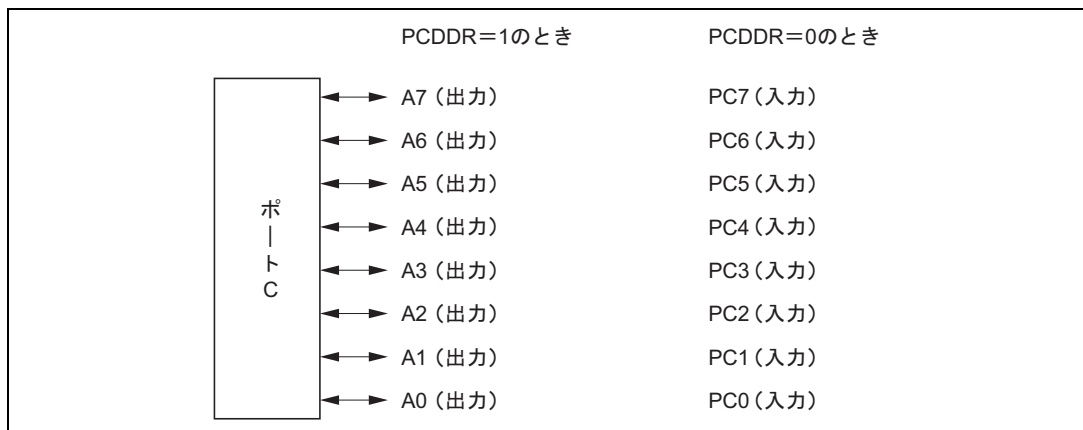 PCDDR＝1のとき PCDDR＝0のとき
A7（出力） PC7（入力）
A6（出力） PC6（入力）
A5（出力） PC5（入力）
A4（出力） PC4（入力）
A3（出力） PC3（入力）
A2（出力） PC2（入力）
A1（出力） PC1（入力）
A0（出力） PC0（入力）
ポートC